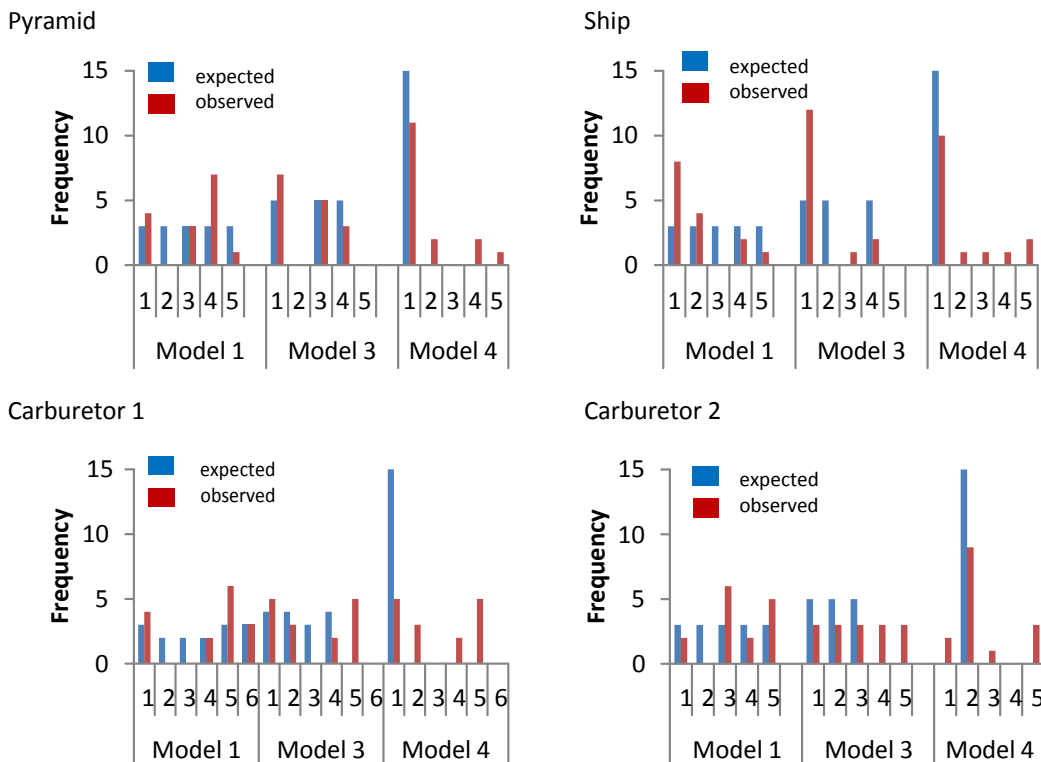 Pyramid
15
10
5
0
Frequency
expected
observed
1 2 3 4 5 1 2 3 4 5 1 2 3 4 5
Model 1 Model 3 Model 4
Ship
15
10
5
0
Frequency
expected
observed
1 2 3 4 5 1 2 3 4 5 1 2 3 4 5
Model 1 Model 3 Model 4
Carburetor 1
15
10
5
0
Frequency
expected
observed
1 2 3 4 5 6 1 2 3 4 5 6 1 2 3 4 5 6
Model 1 Model 3 Model 4
Carburetor 2
15
10
5
0
Frequency
expected
observed
1 2 3 4 5 1 2 3 4 5 1 2 3 4 5
Model 1 Model 3 Model 4